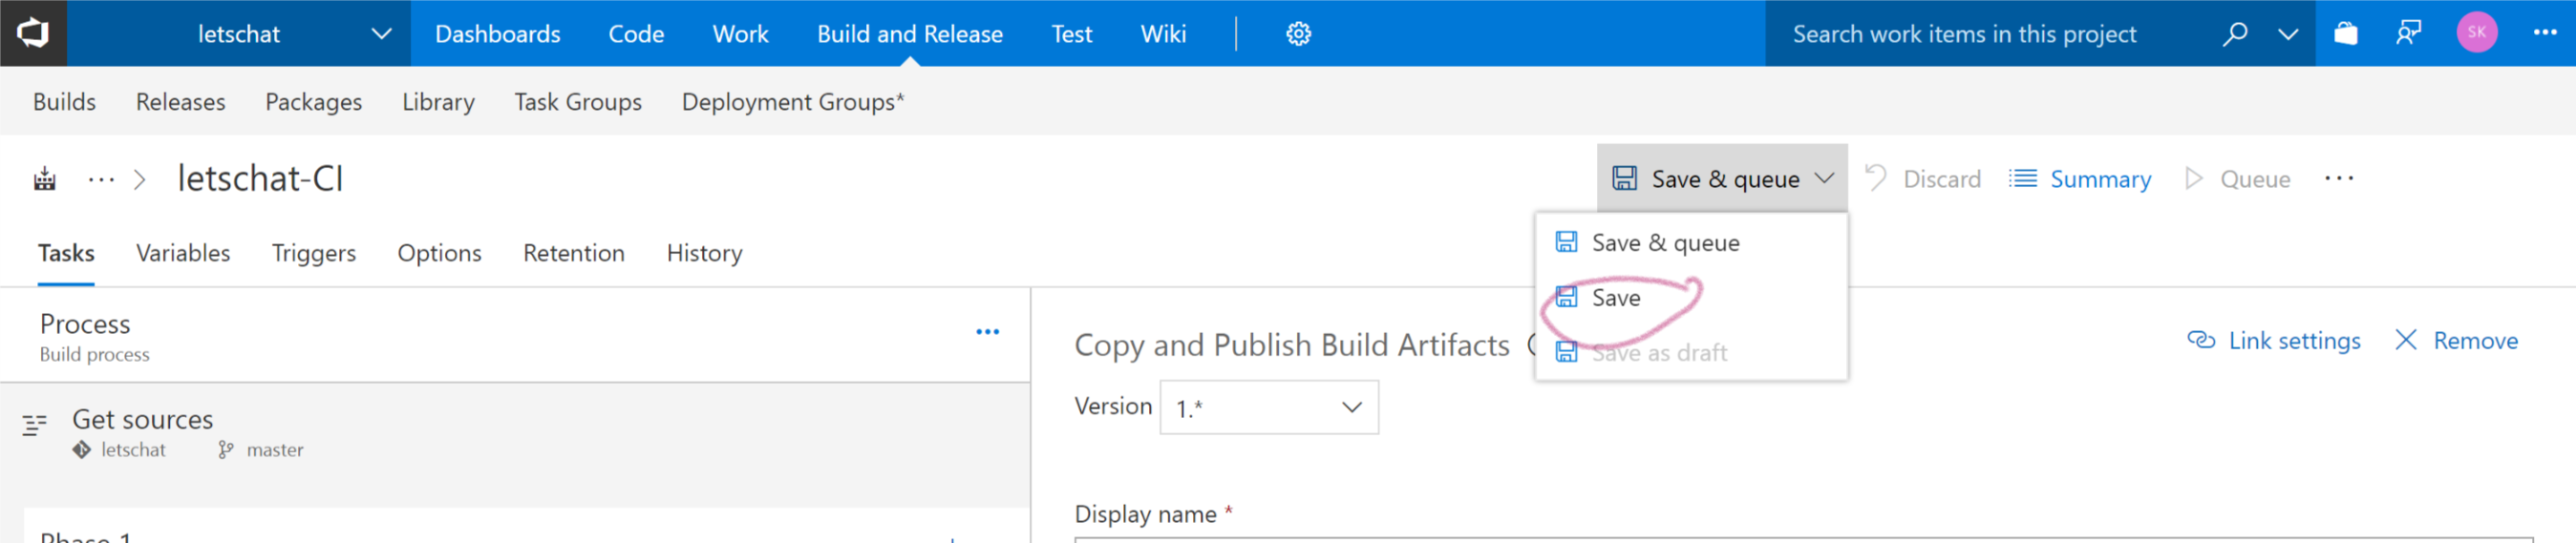 letschat Dashboards Code Work Build and Release Test Wiki Search work items in this project SK
Builds Releases Packages Library Task Groups Deployment Groups*
... > letschat-CI Save & queue Discard Summary Queue ...
Save & queue
Tasks Variables Triggers Options Retention History
Save
Process
Build process
Copy and Publish Build Artifacts
Save as draft
Link settings Remove
Version 1.*
Get sources
letschat master
Display name *
Phase 1